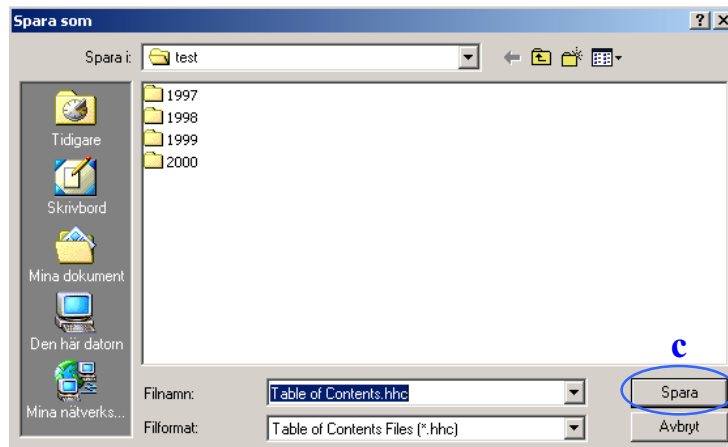 Spara som
Spara i: test
1997
1998
1999
2000
Tidigare
Skrivbord
Mina dokument
Den här datorn
Mina nätverks...
c
Filnamn: Table of Contents.hhc Spara
Filformat: Table of Contents Files (*.hhc) Avbryt